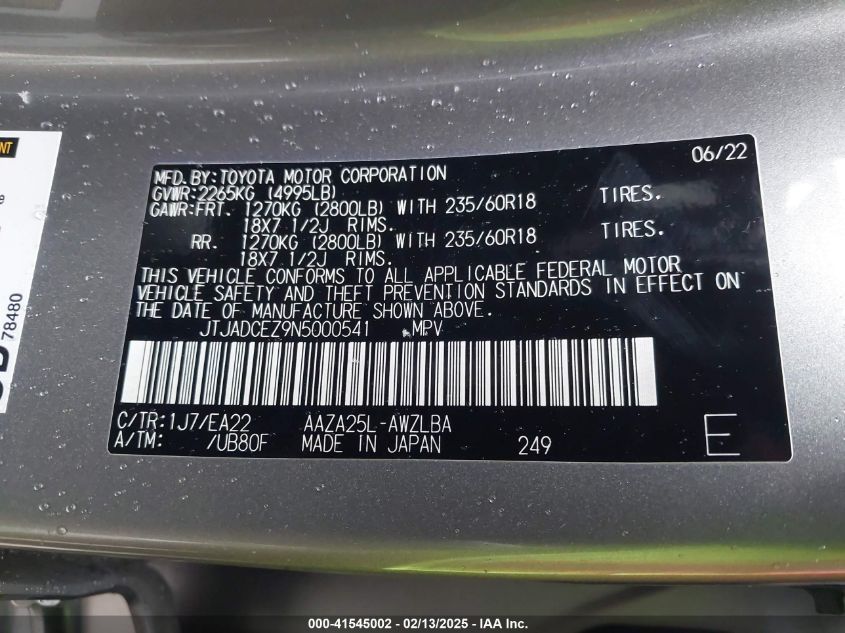 06/22
MFD. BY:TOYOTA MOTOR CORPORATION
GVWR:2265KG (4995LB)
GAWR:FRT. 1270KG (2800LB) WITH 235/60R18 TIRES.
18X7 1/2J RIMS.
RR. 1270KG (2800LB) WITH 235/60R18 TIRES.
18X7 1/2J RIMS.
THIS VEHICLE CONFORMS TO ALL APPLICABLE FEDERAL MOTOR
VEHICLE SAFETY AND THEFT PREVENTION STANDARDS IN EFFECT ON
THE DATE OF MANUFACTURE SHOWN ABOVE.
JTJADCEZ9N5000541 MPV
C/TR:1J7/EA22 AAZA25L-AWZLBA
A/TM: /UB80F MADE IN JAPAN 249 E
78480
000-41545002 - 02/13/2025 - IAA Inc.